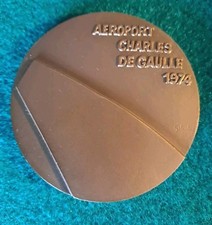 AEROPORT
CHARLES
DE GAULLE
1974